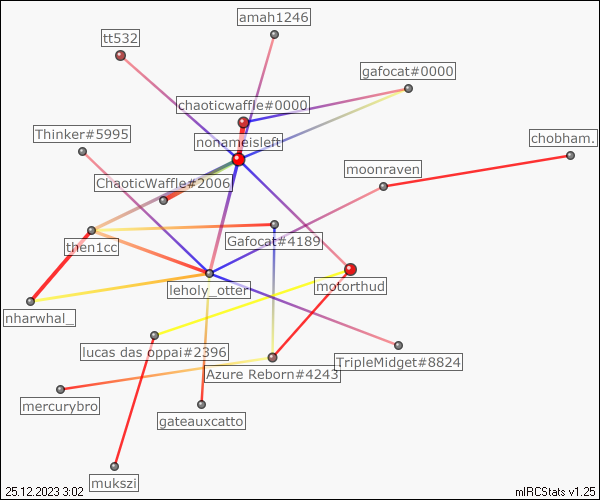 amah1246
tt532
gafocat#0000
chaoticwaffle#0000
Thinker#5995
nonameisleft
chobham.
moonraven
ChaoticWaffle#2006
then1cc
Gafocat#4189
leholy_otter
motorthud
nharwhal_
lucas das oppai#2396
TripleMidget#8824
Azure Reborn#4243
mercurybro
gateauxcatto
mukszi
25.12.2023 3:02
mIRCStats v1.25